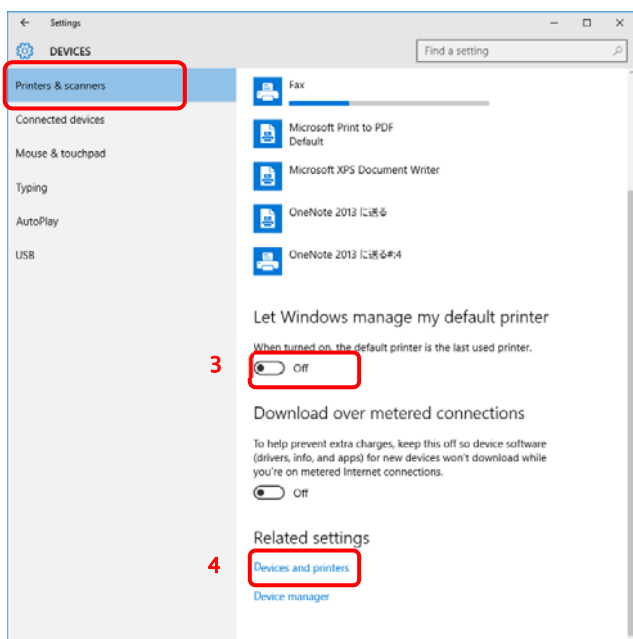 Settings
DEVICES
Find a setting
Printers & scanners
Connected devices
Mouse & touchpad
Typing
AutoPlay
USB
Fax
Microsoft Print to PDF
Default
Microsoft XPS Document Writer
OneNote 2013 に送る
OneNote 2013 に送る#:4
Let Windows manage my default printer
When turned on, the default printer is the last used printer.
3
Off
Download over metered connections
To help prevent extra charges, keep this off so device software
(drivers, info, and apps) for new devices won't download while
you're on metered Internet connections.
Off
Related settings
4
Devices and printers
Device manager